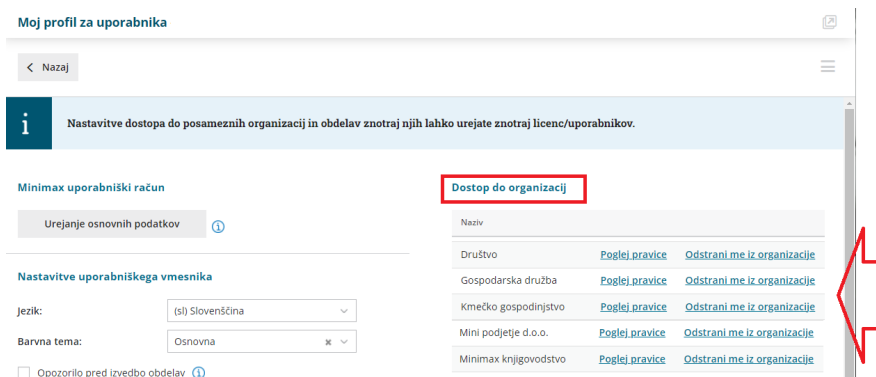 Moj profil za uporabnika
Nazaj
i Nastavitve dostopa do posameznih organizacij in obdelav znotraj njih lahko urejate znotraj licenc/uporabnikov.
Minimax uporabniški račun
Urejanje osnovnih podatkov
Nastavitve uporabniškega vmesnika
Jezik: (sl) Slovenščina
Barvna tema: Osnovna
Opozorilo pred izvedbo obdelav
Dostop do organizacij
Naziv
Društvo Poglej pravice Odstrani me iz organizacije
Gospodarska družba Poglej pravice Odstrani me iz organizacije
Kmečko gospodinjstvo Poglej pravice Odstrani me iz organizacije
Mini podjetje d.o.o. Poglej pravice Odstrani me iz organizacije
Minimax knjigovodstvo Poglej pravice Odstrani me iz organizacije